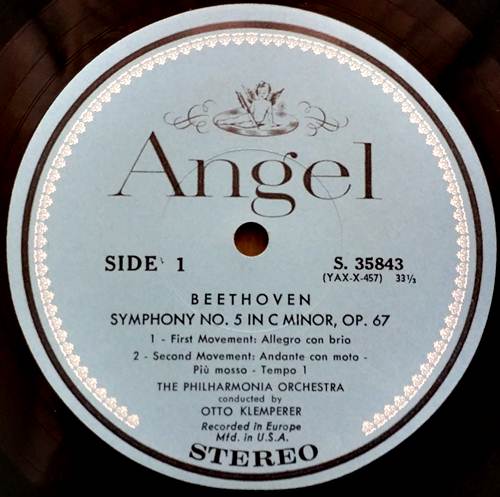 Angel
SIDE 1
S. 35843
(YAX-X-457) 33⅓
BEETHOVEN
SYMPHONY NO. 5 IN C MINOR, OP. 67
1 - First Movement: Allegro con brio
2 - Second Movement: Andante con moto -
Più mosso - Tempo 1
THE PHILHARMONIA ORCHESTRA
conducted by
OTTO KLEMPERER
Recorded in Europe
Mfd. in U.S.A.
STEREO